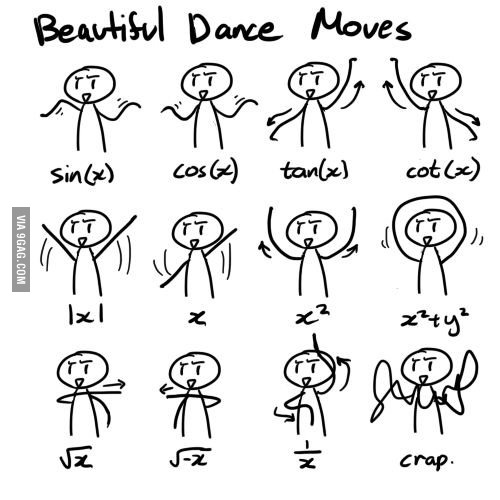 Beautiful Dance Moves
sin(x) cos(x) tan(x) cot(x)
VIA 9GAG.COM
|x| x x² x²+y²
√x √-x 1/x crap.